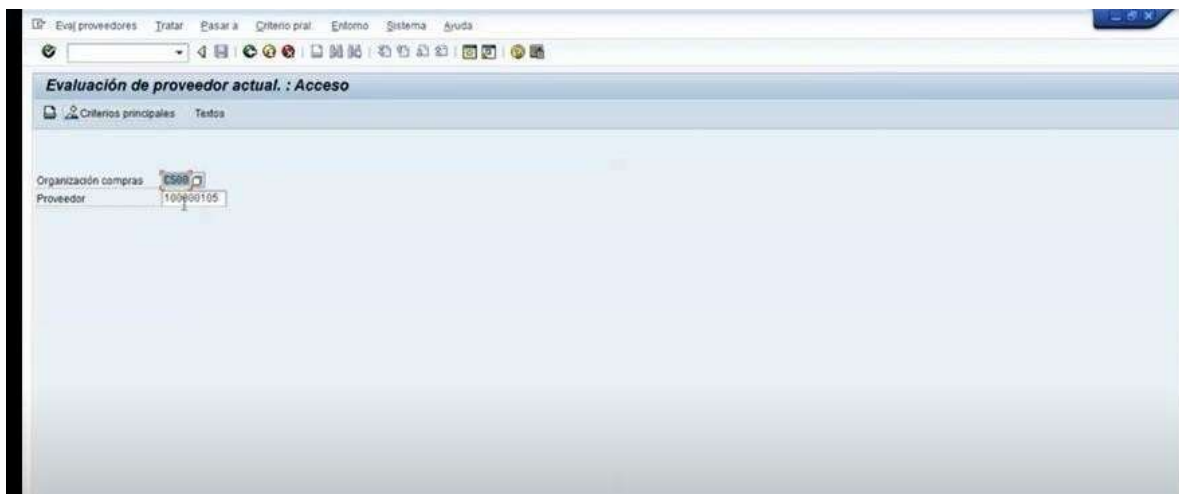 Eval proveedores Tratar Pasar a Criterio pral. Entorno Sistema Ayuda
Evaluación de proveedor actual. : Acceso
Criterios principales Textos
Organización compras CS00
Proveedor 100000105